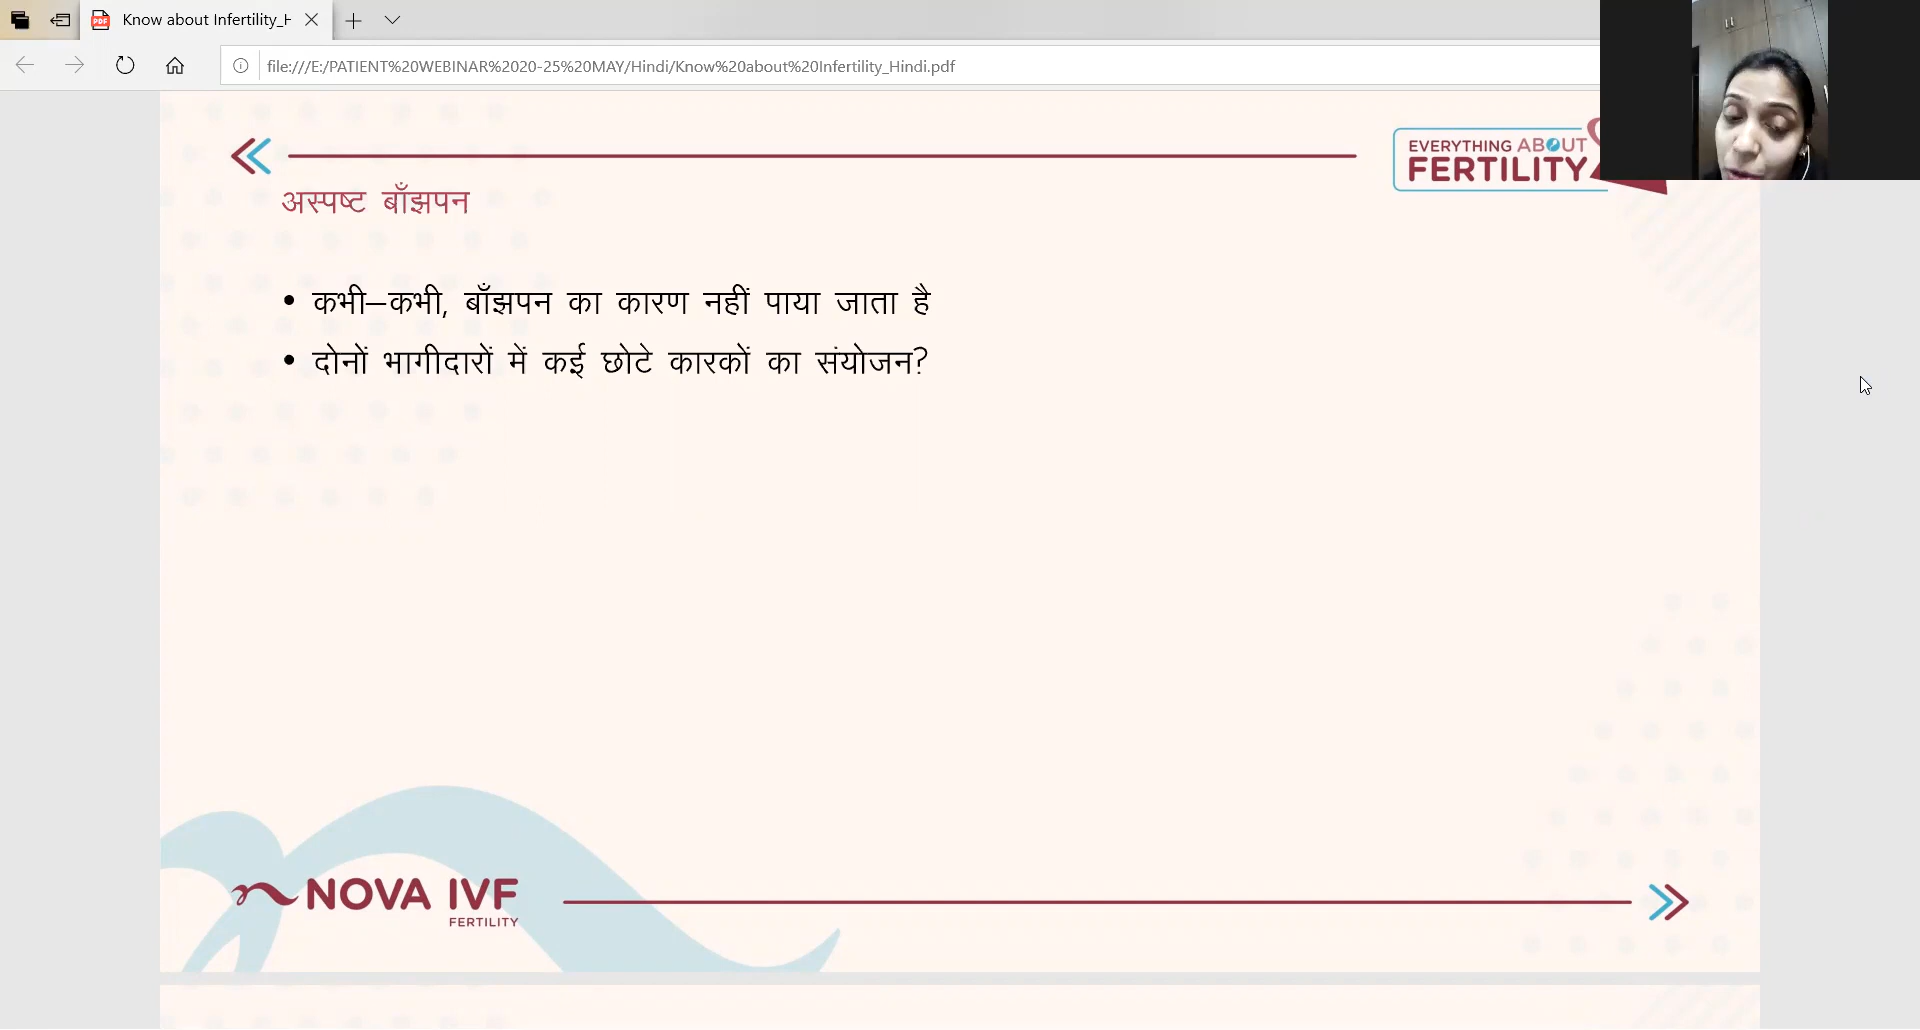 Know about Infertility_H
file:///E:/PATIENT%20WEBINAR%2020-25%20MAY/Hindi/Know%20about%20Infertility_Hindi.pdf
EVERYTHING ABOUT
FERTILITY
अस्पष्ट बाँझपन
• कभी–कभी, बाँझपन का कारण नहीं पाया जाता है
• दोनों भागीदारों में कई छोटे कारकों का संयोजन?
NOVA IVF
FERTILITY